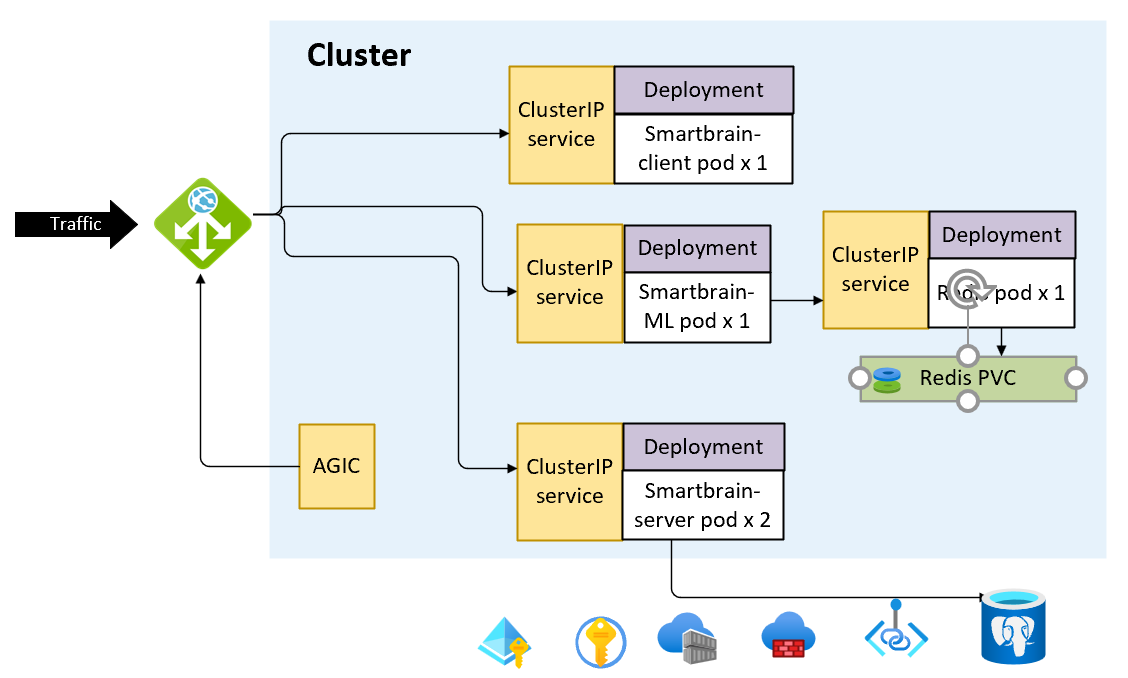 Cluster
Traffic
ClusterIP
service
Deployment
Smartbrain-
client pod x 1
ClusterIP
service
Deployment
Smartbrain-
ML pod x 1
ClusterIP
service
Deployment
Redis pod x 1
Redis PVC
AGIC
ClusterIP
service
Deployment
Smartbrain-
server pod x 2